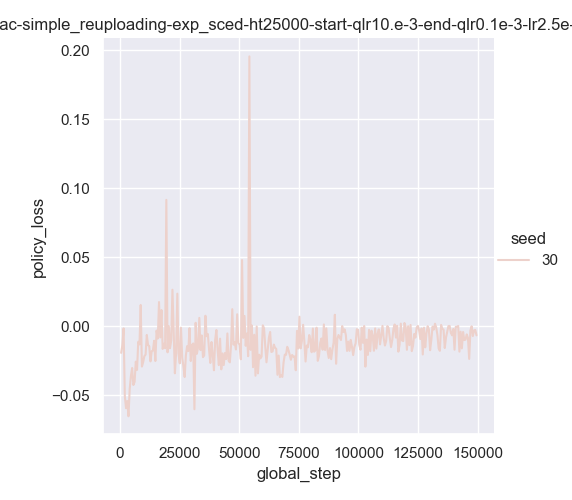 ac-simple_reuploading-exp_sced-ht25000-start-qlr10.e-3-end-qlr0.1e-3-lr2.5e-
0.20
0.15
0.10
0.05
0.00
−0.05
policy_loss
0 25000 50000 75000 100000 125000 150000
global_step
seed
30